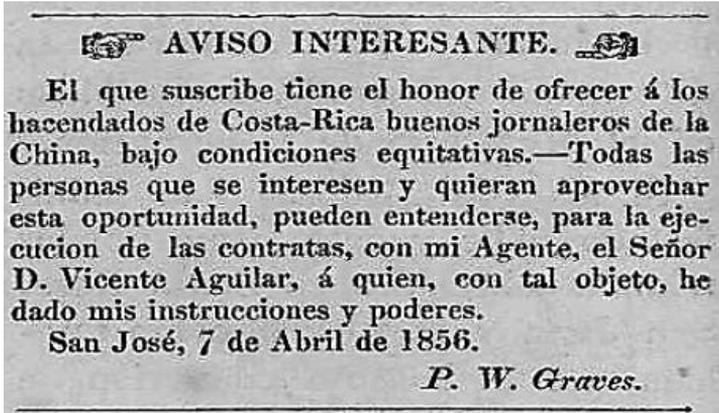 AVISO INTERESANTE.
El que suscribe tiene el honor de ofrecer á los
hacendados de Costa-Rica buenos jornaleros de la
China, bajo condiciones equitativas.—Todas las
personas que se interesen y quieran aprovechar
esta oportunidad, pueden entenderse, para la eje-
cucion de las contratas, con mi Agente, el Señor
D. Vicente Aguilar, á quien, con tal objeto, he
dado mis instrucciones y poderes.
San José, 7 de Abril de 1856.
P. W. Graves.